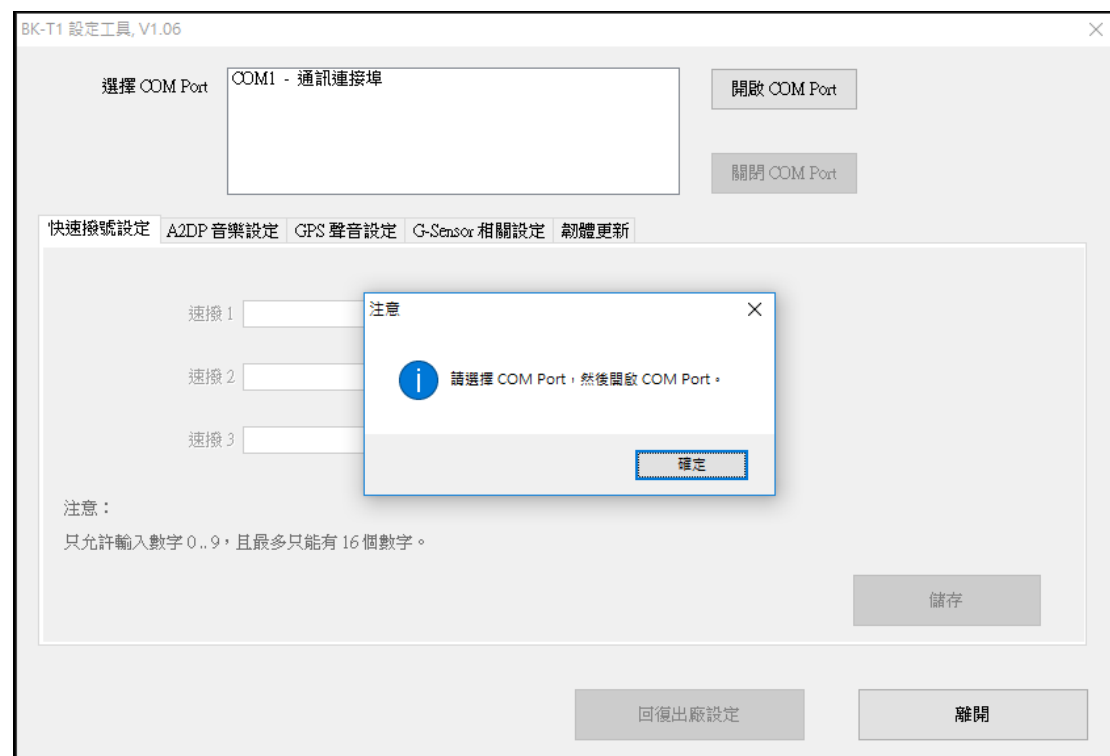 BK-T1 設定工具, V1.06
選擇 COM Port
COM1 - 通訊連接埠
開啟 COM Port
關閉 COM Port
快速撥號設定 A2DP 音樂設定 GPS 聲音設定 G-Sensor 相關設定 韌體更新
速撥 1
速撥 2
速撥 3
注意
請選擇 COM Port，然後開啟 COM Port。
確定
注意：
只允許輸入數字 0..9，且最多只能有 16 個數字。
儲存
回復出廠設定
離開